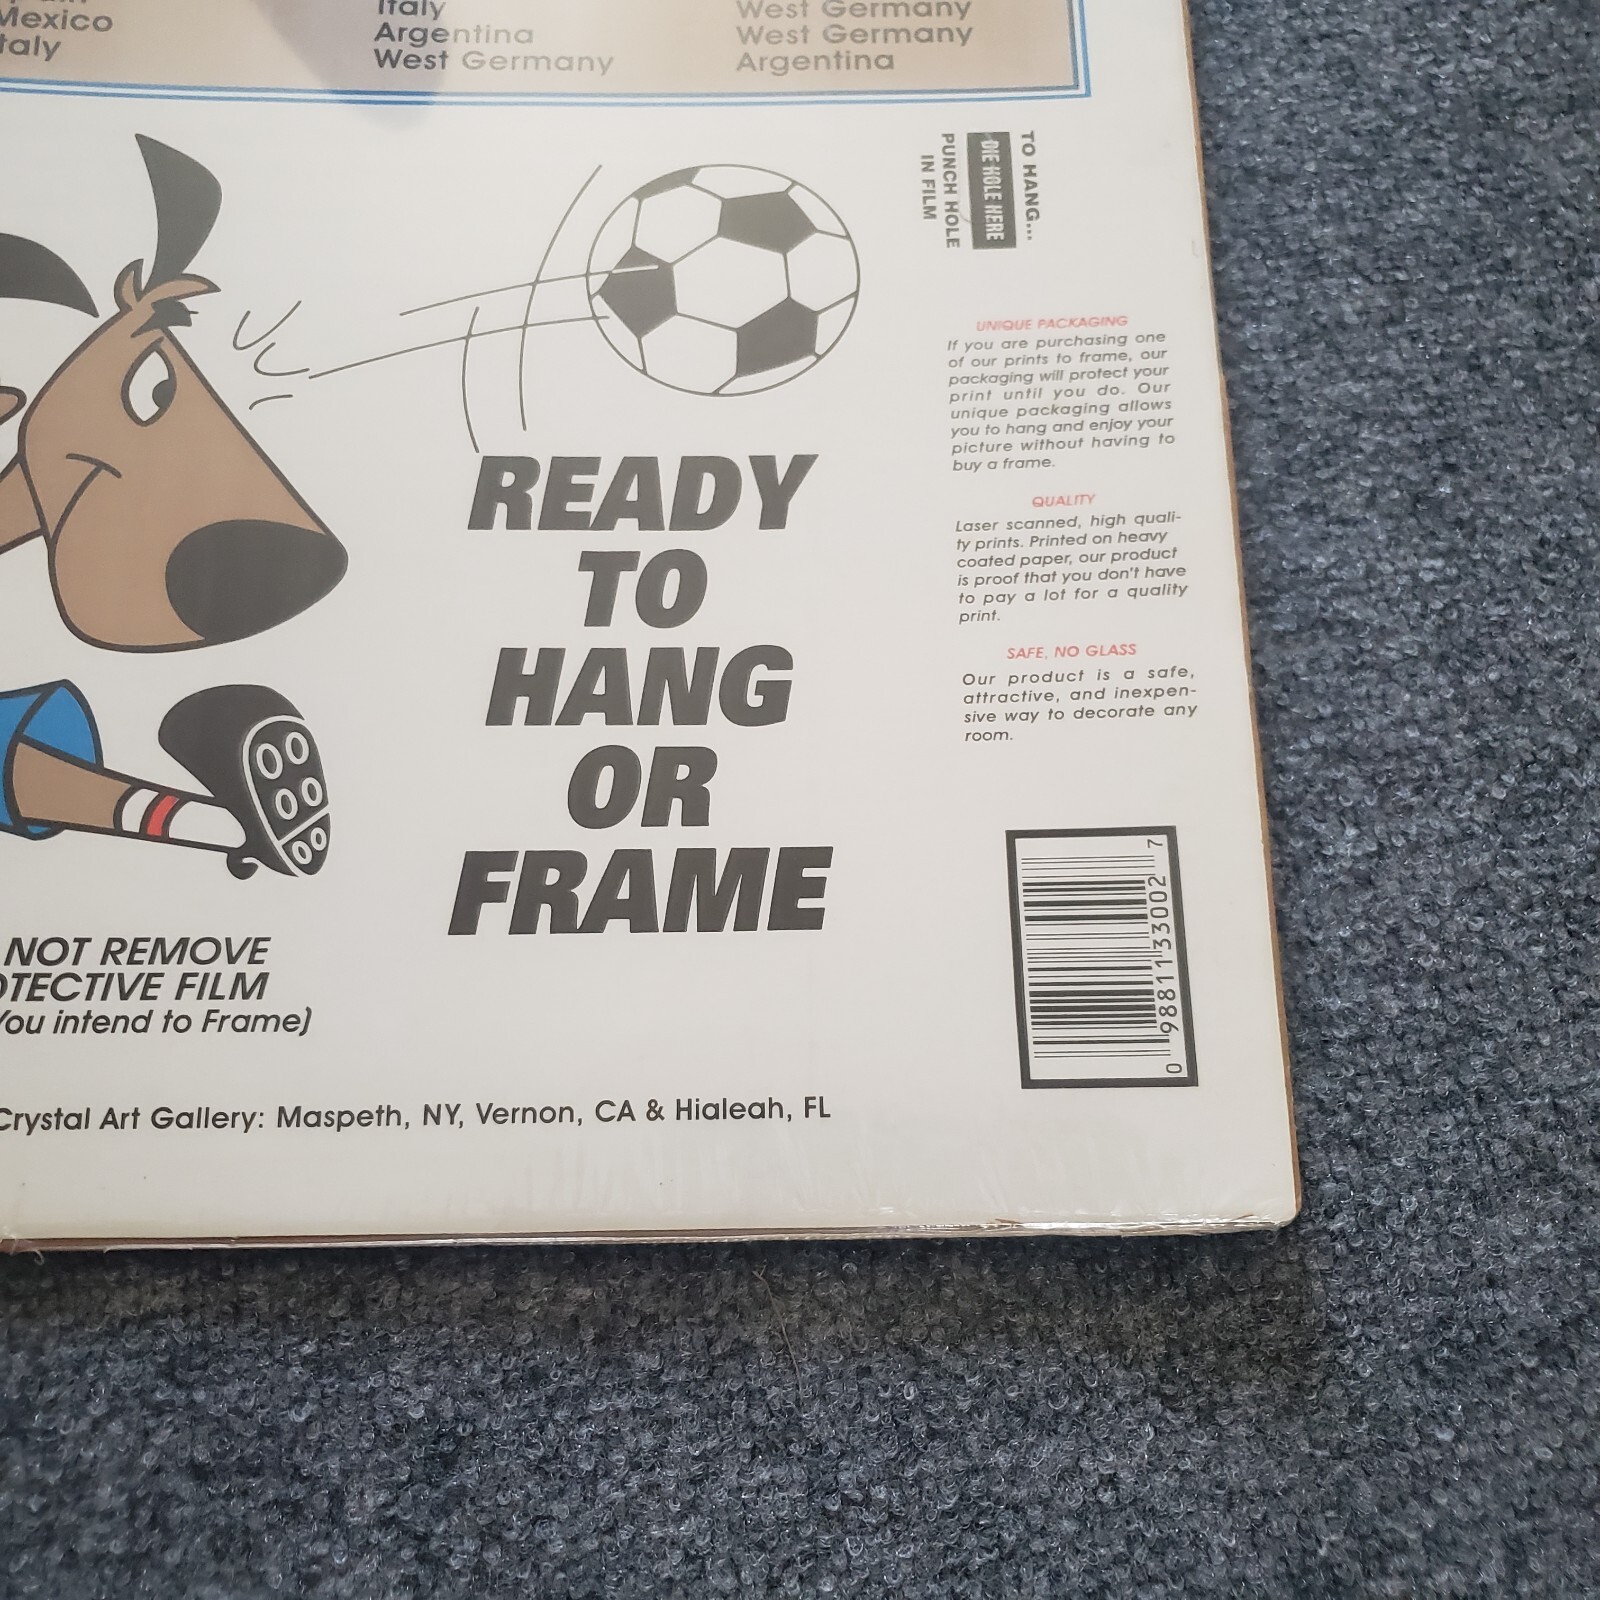 Mexico
Italy
Argentina
West Germany
West Germany
West Germany
Argentina
TO HANG...
DIE HOLE HERE
PUNCH HOLE
IN FILM
UNIQUE PACKAGING
If you are purchasing one
of our prints to frame, our
packaging will protect your
print until you do. Our
unique packaging allows
you to hang and enjoy your
picture without having to
buy a frame.
QUALITY
Laser scanned, high quali-
ty prints. Printed on heavy
coated paper, our product
is proof that you don't have
to pay a lot for a quality
print.
SAFE, NO GLASS
Our product is a safe,
attractive, and inexpen-
sive way to decorate any
room.
READY
TO
HANG
OR
FRAME
NOT REMOVE
OTECTIVE FILM
You intend to Frame)
Crystal Art Gallery: Maspeth, NY, Vernon, CA & Hialeah, FL
0 98811 33002 7